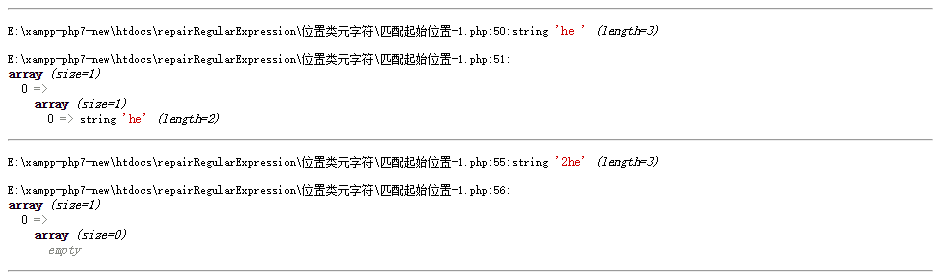 E:\xampp-php7-new\htdocs\repairRegularExpression\位置类元字符\匹配起始位置-1.php:50:string 'he ' (length=3)
E:\xampp-php7-new\htdocs\repairRegularExpression\位置类元字符\匹配起始位置-1.php:51:
array (size=1)
0 =>
array (size=1)
0 => string 'he' (length=2)
E:\xampp-php7-new\htdocs\repairRegularExpression\位置类元字符\匹配起始位置-1.php:55:string '2he' (length=3)
E:\xampp-php7-new\htdocs\repairRegularExpression\位置类元字符\匹配起始位置-1.php:56:
array (size=1)
0 =>
array (size=0)
empty